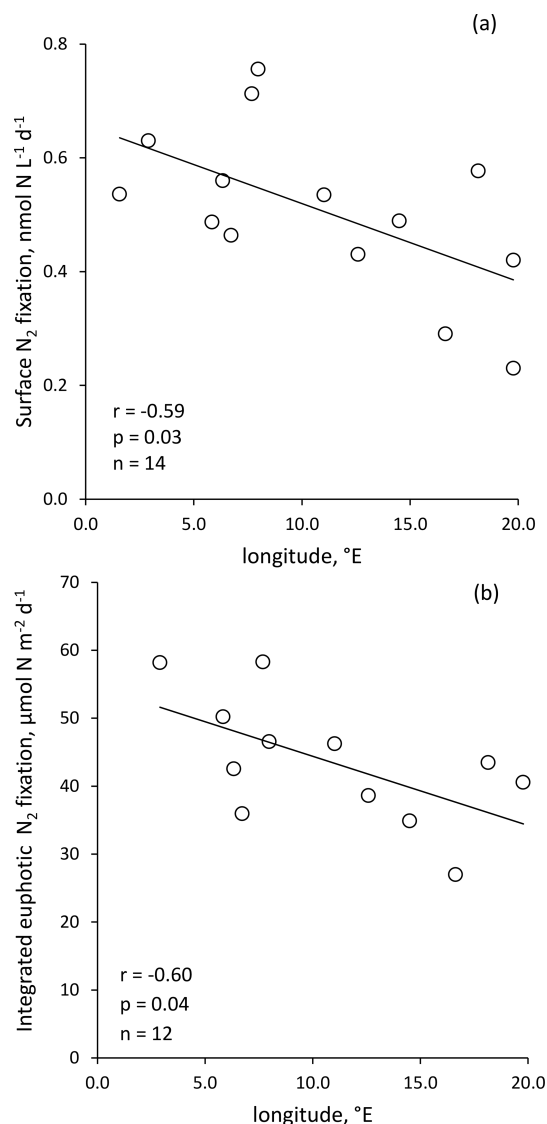 (a)
Surface N₂ fixation, nmol N L⁻¹ d⁻¹
0.8
0.6
0.4
0.2
0.0
r = -0.59
p = 0.03
n = 14
0.0 5.0 10.0 15.0 20.0
longitude, °E
(b)
Integrated euphotic N₂ fixation, µmol N m⁻² d⁻¹
70
60
50
40
30
20
10
0
r = -0.60
p = 0.04
n = 12
0.0 5.0 10.0 15.0 20.0
longitude, °E